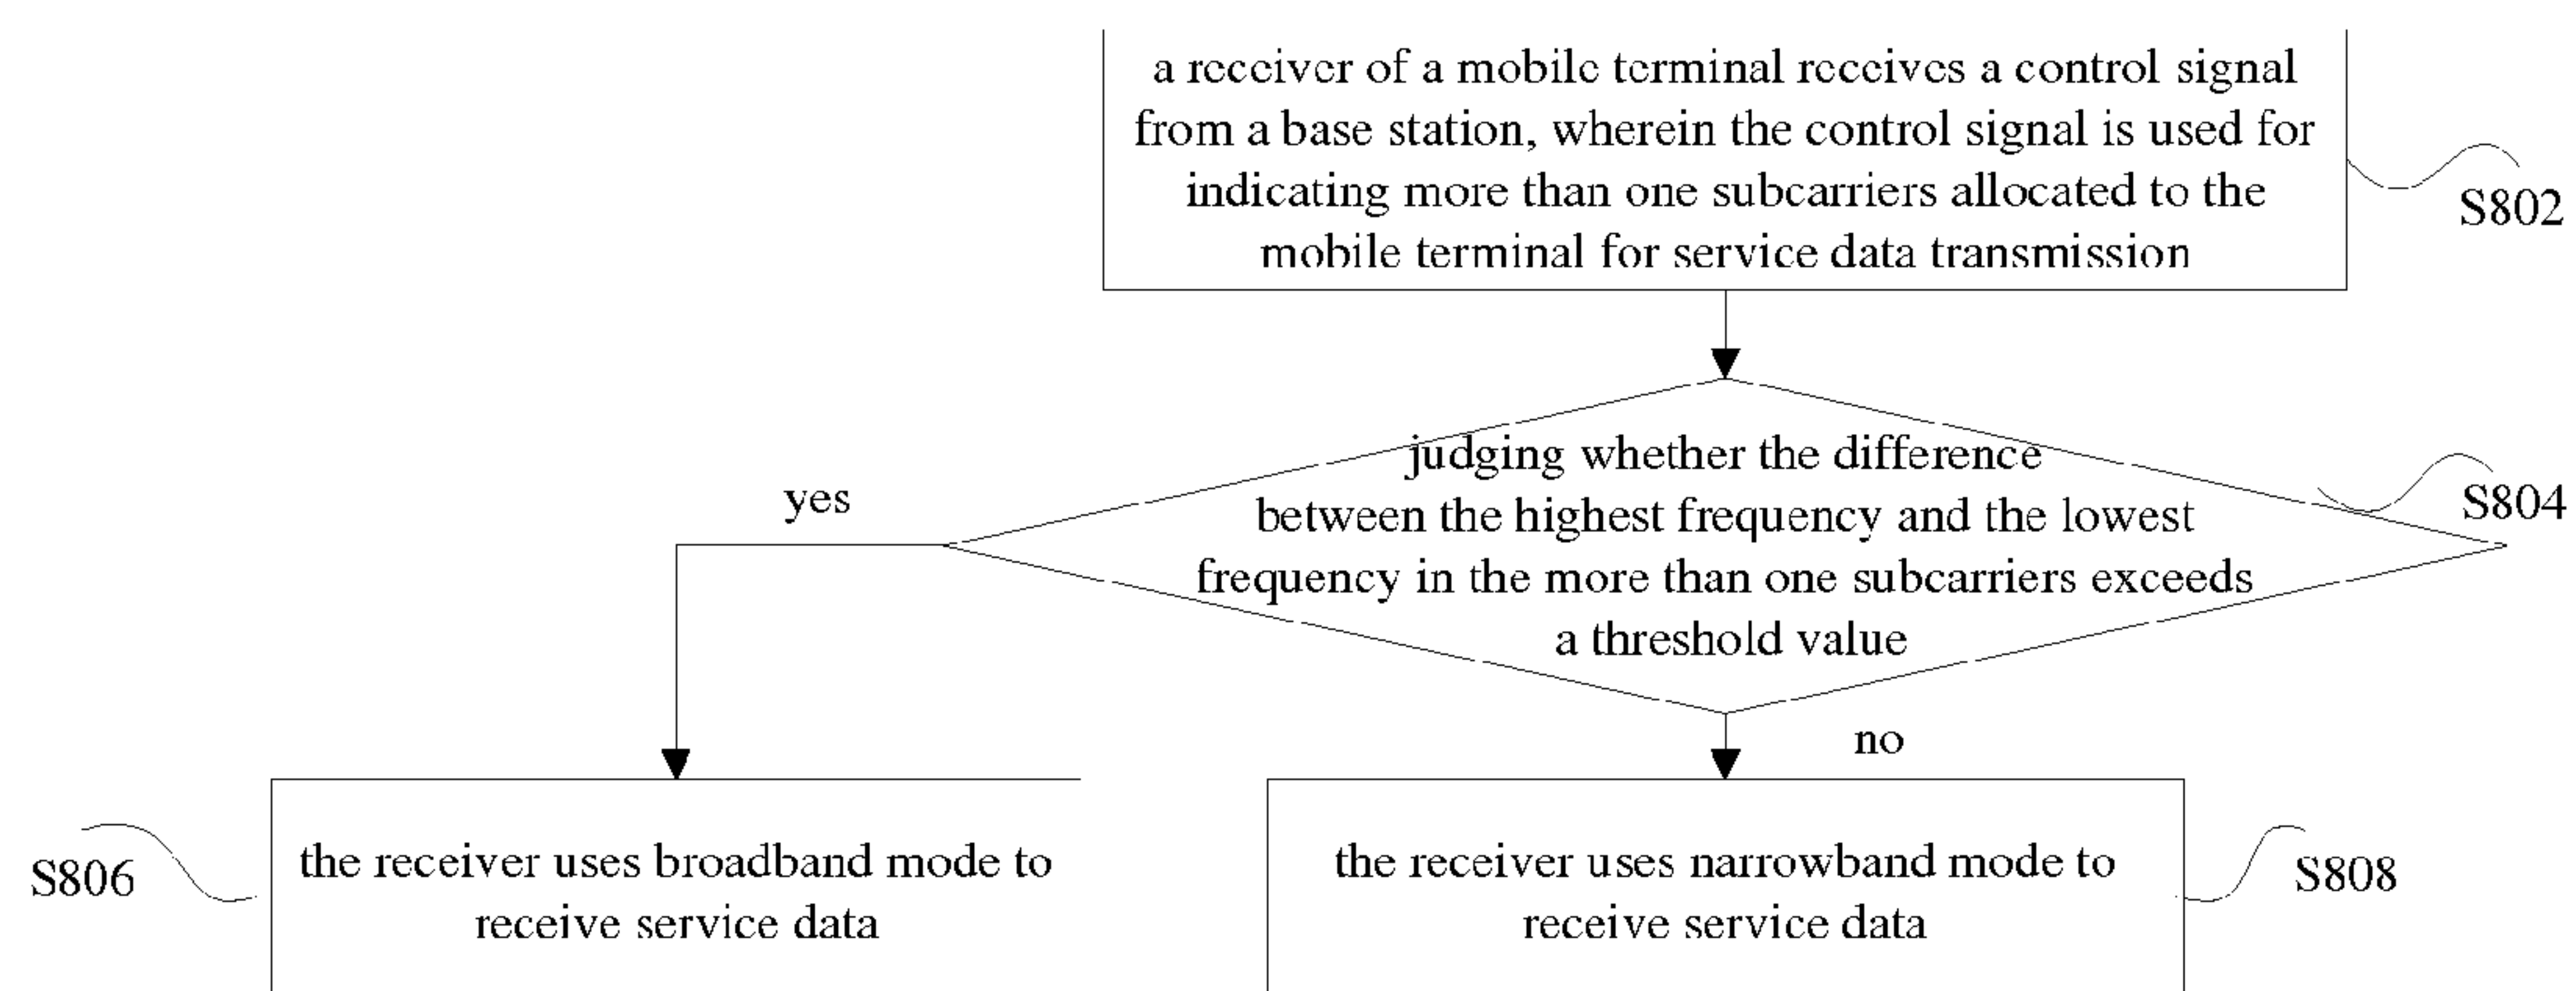 a receiver of a mobile terminal receives a control signal
from a base station, wherein the control signal is used for
indicating more than one subcarriers allocated to the
mobile terminal for service data transmission
S802
judging whether the difference
between the highest frequency and the lowest
frequency in the more than one subcarriers exceeds
a threshold value
S804
yes
no
the receiver uses broadband mode to
receive service data
S806
the receiver uses narrowband mode to
receive service data
S808